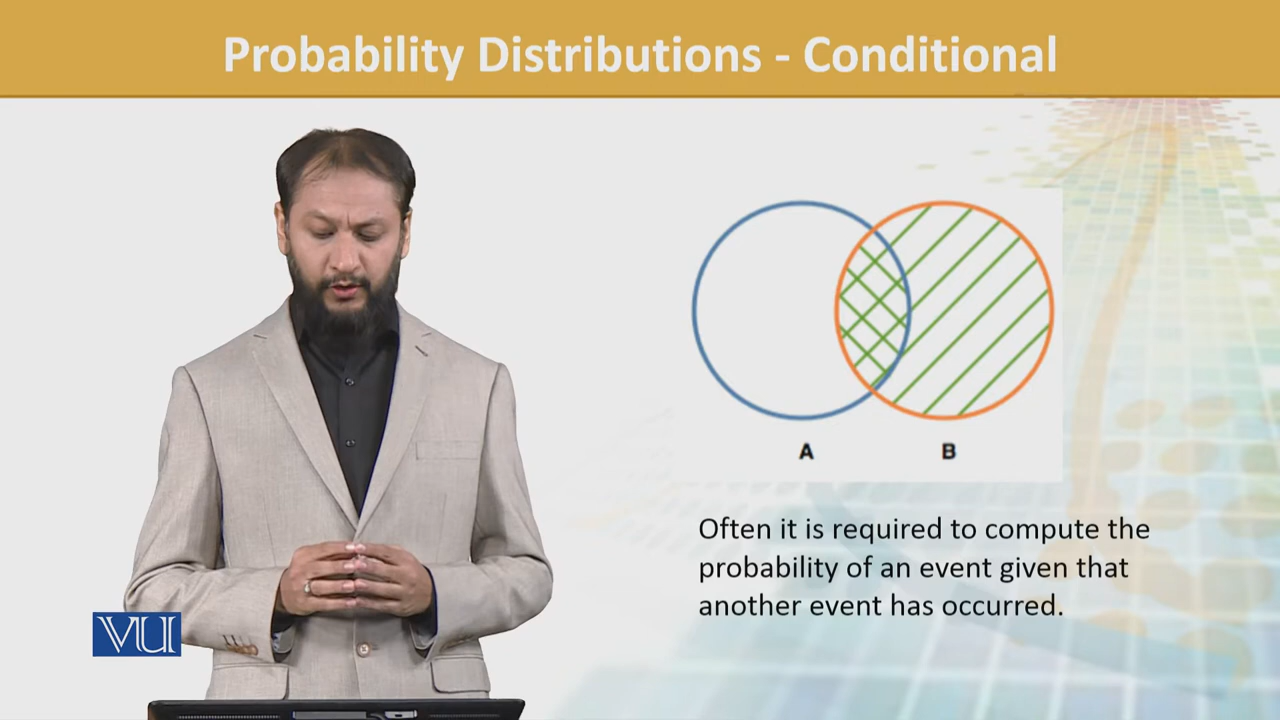 Probability Distributions - Conditional
A
B
Often it is required to compute the
probability of an event given that
another event has occurred.
VU